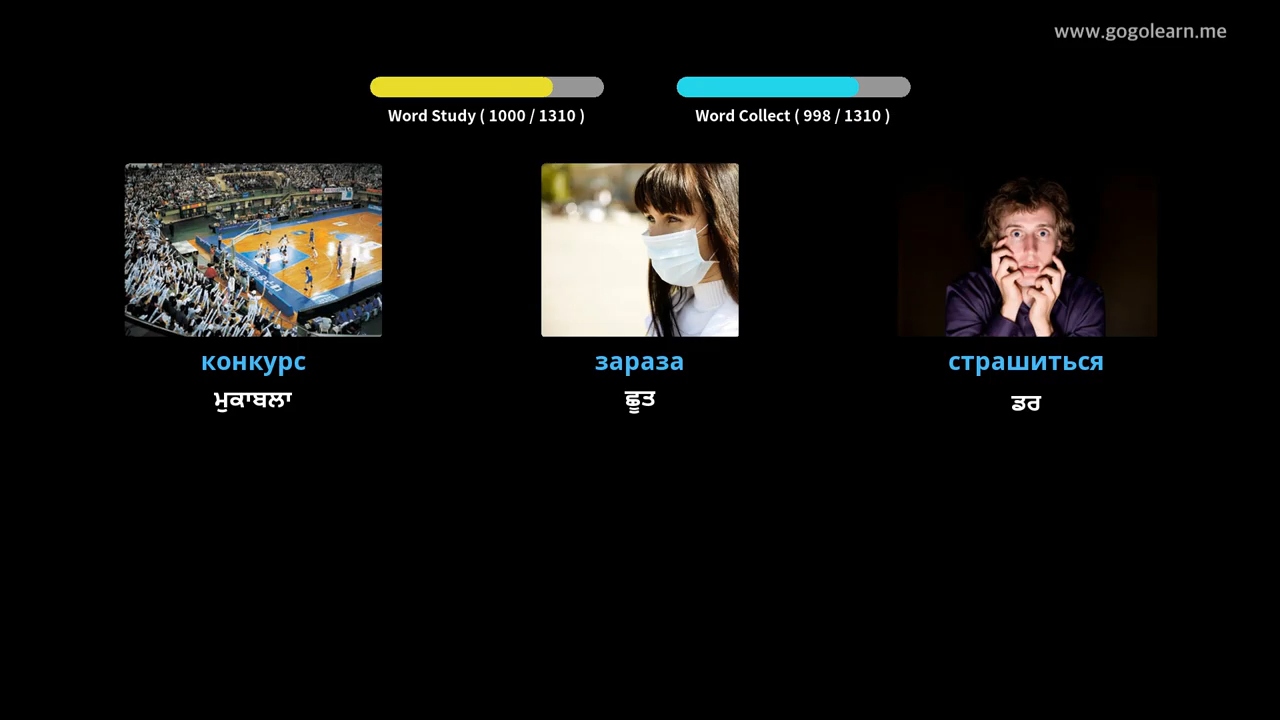 www.gogolearn.me
Word Study ( 1000 / 1310 )
Word Collect ( 998 / 1310 )
конкурс
зараза
страшиться
ਮੁਕਾਬਲਾ
ਛੂਤ
ਡਰ